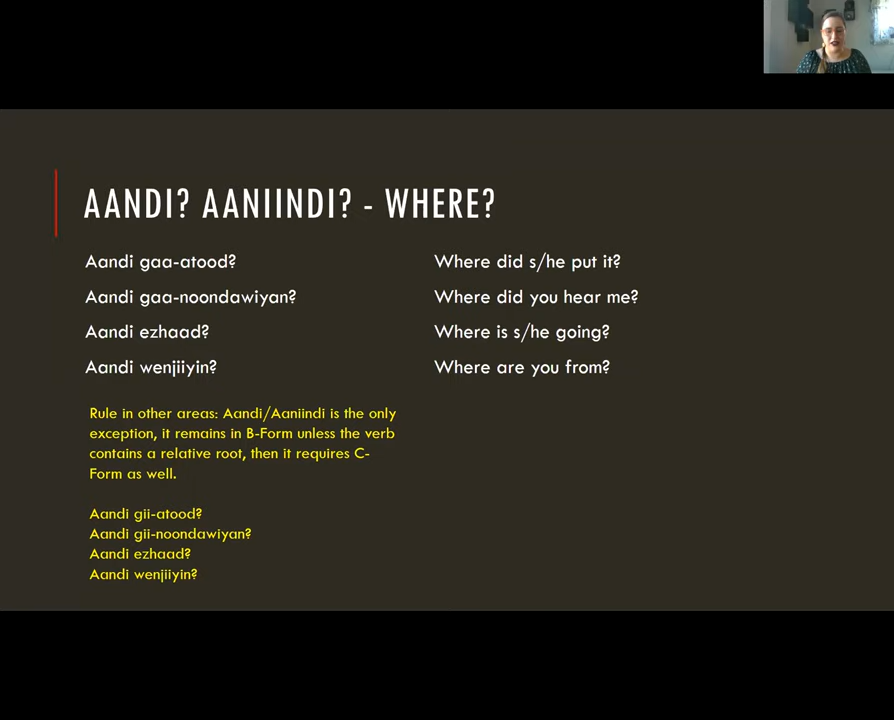 AANDI? AANIINDI? - WHERE?
Aandi gaa-atood?
Where did s/he put it?
Aandi gaa-noondawiyan?
Where did you hear me?
Aandi ezhaad?
Where is s/he going?
Aandi wenjiiyin?
Where are you from?
Rule in other areas: Aandi/Aaniindi is the only
exception, it remains in B-Form unless the verb
contains a relative root, then it requires C-
Form as well.
Aandi gii-atood?
Aandi gii-noondawiyan?
Aandi ezhaad?
Aandi wenjiiyin?